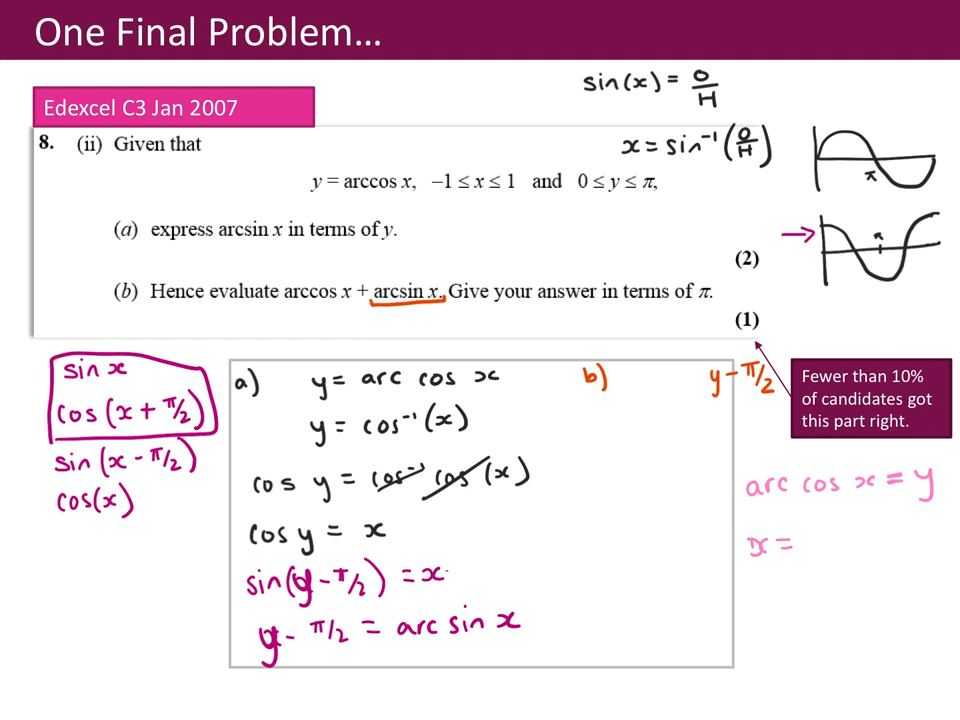 One Final Problem...
sin(x) = O/H
Edexcel C3 Jan 2007
x = sin⁻¹(O/H)
8. (ii) Given that
y = arccos x, −1 ≤ x ≤ 1 and 0 ≤ y ≤ π,
π
(a) express arcsin x in terms of y.
π
(2)
(b) Hence evaluate arccos x + arcsin x. Give your answer in terms of π.
(1)
sin x
cos(x + π/2)
sin(x − π/2)
cos(x)
a) y = arc cos x
y = cos⁻¹(x)
cos y = cos⁻¹ cos(x)
cos y = x
sin(y − π/2) = x
y − π/2 = arc sin x
b) y − π/2
Fewer than 10%
of candidates got
this part right.
arc cos x = y
x =